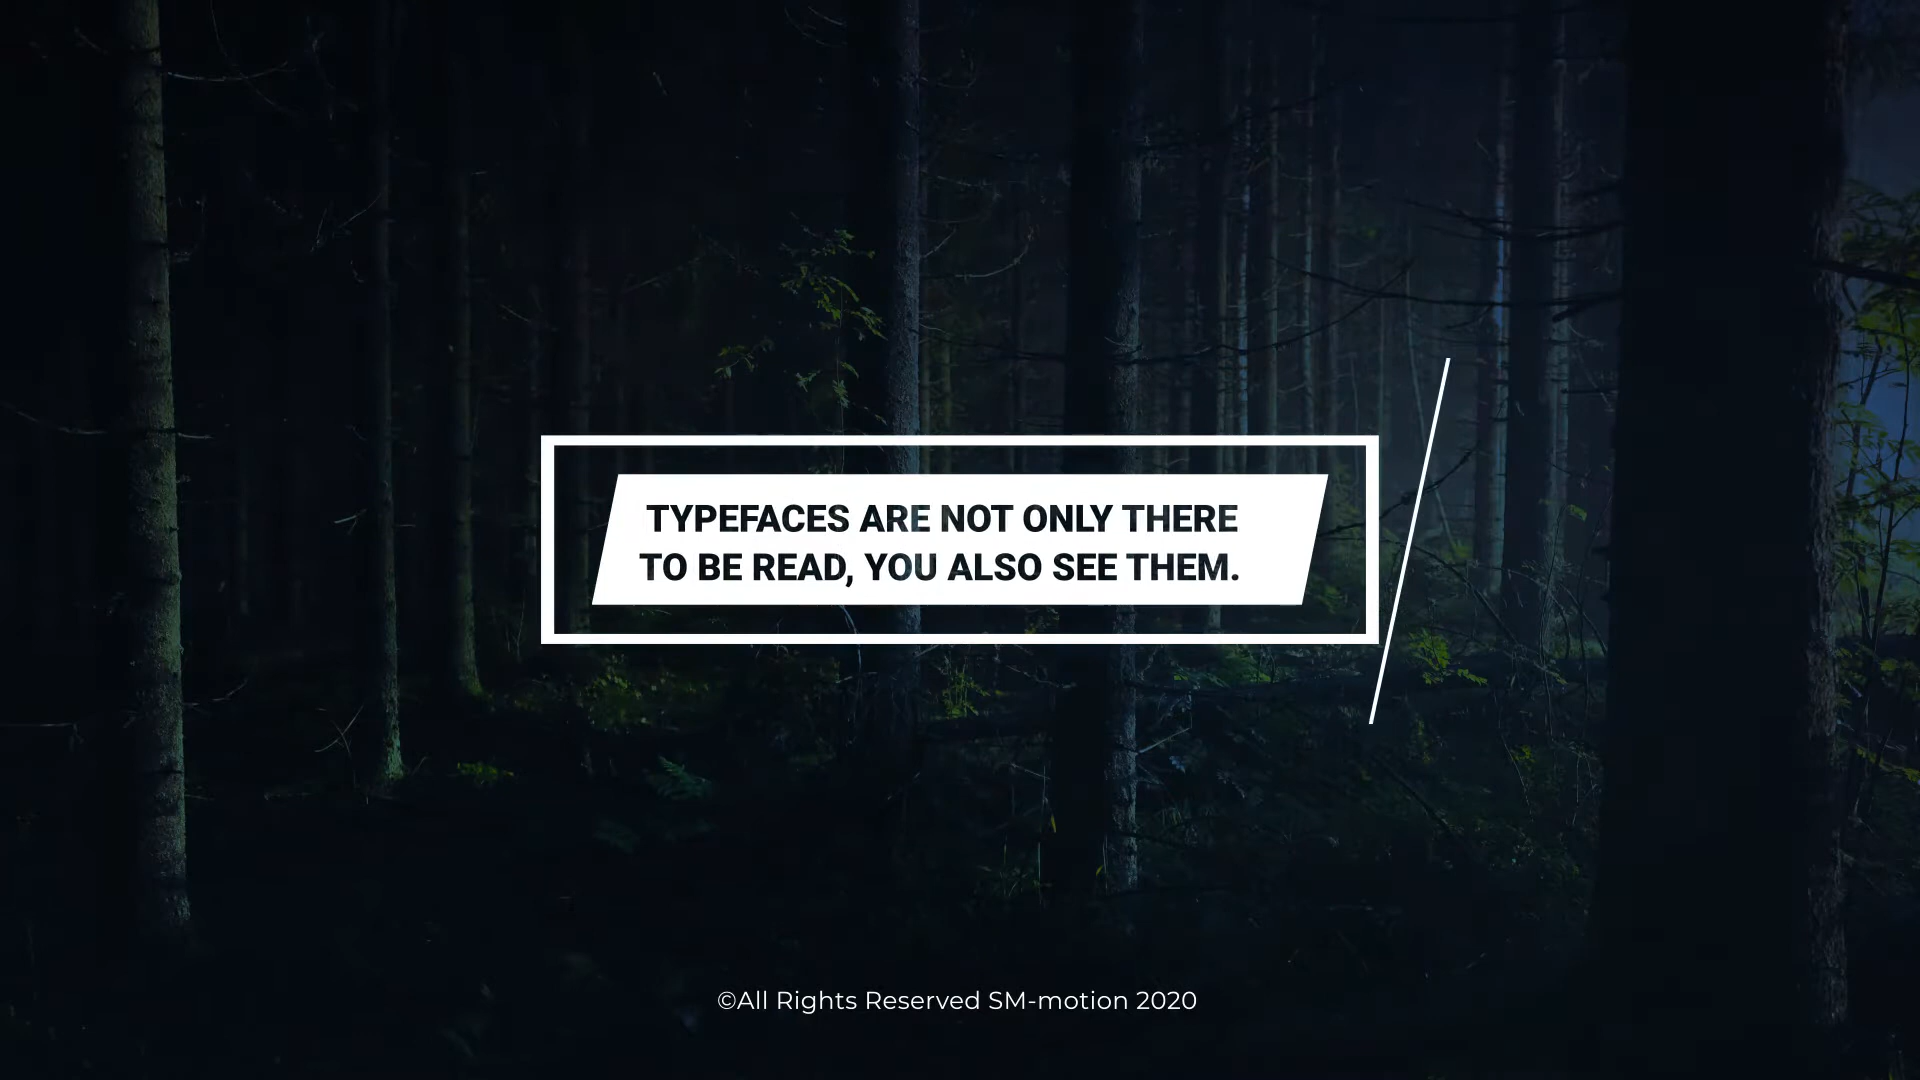 TYPEFACES ARE NOT ONLY THERE
TO BE READ, YOU ALSO SEE THEM.
©All Rights Reserved SM-motion 2020